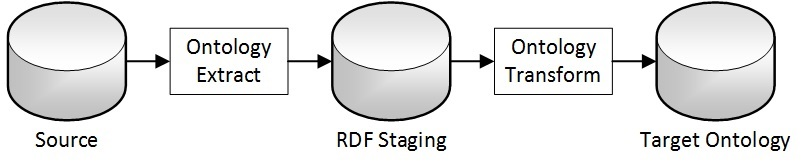 Ontology
Extract
Ontology
Transform
Source
RDF Staging
Target Ontology